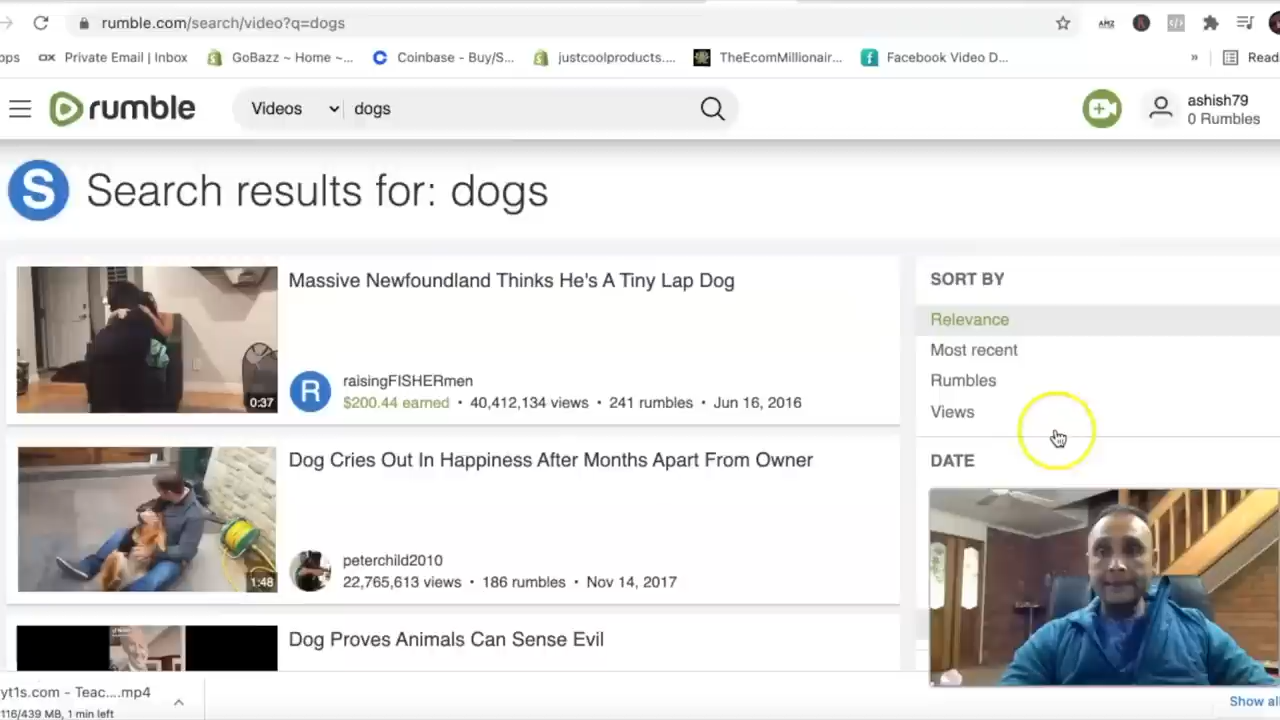 rumble.com/search/video?q=dogs
Private Email | Inbox
GoBazz ~ Home ~...
Coinbase - Buy/S...
justcoolproducts....
TheEcomMillionair...
Facebook Video D...
»
rumble
Videos
dogs
ashish79
0 Rumbles
S
Search results for: dogs
Massive Newfoundland Thinks He's A Tiny Lap Dog
R
raisingFISHERmen
$200.44 earned • 40,412,134 views • 241 rumbles • Jun 16, 2016
0:37
Dog Cries Out In Happiness After Months Apart From Owner
peterchild2010
22,765,613 views • 186 rumbles • Nov 14, 2017
1:48
Dog Proves Animals Can Sense Evil
SORT BY
Relevance
Most recent
Rumbles
Views
DATE
yt1s.com - Teac....mp4
116/439 MB, 1 min left